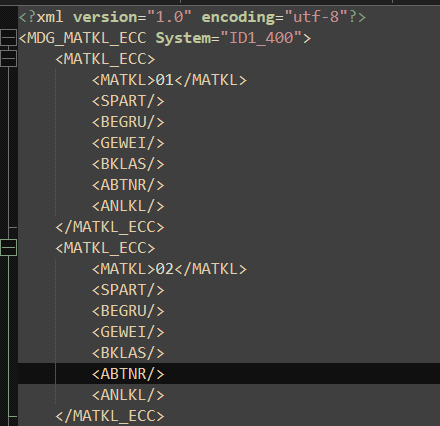 <?xml version="1.0" encoding="utf-8"?>
<MDG_MATKL_ECC System="ID1_400">
<MATKL_ECC>
<MATKL>01</MATKL>
<SPART/>
<BEGRU/>
<GEWEI/>
<BKLAS/>
<ABTNR/>
<ANLKL/>
</MATKL_ECC>
<MATKL_ECC>
<MATKL>02</MATKL>
<SPART/>
<BEGRU/>
<GEWEI/>
<BKLAS/>
<ABTNR/>
<ANLKL/>
</MATKL_ECC>